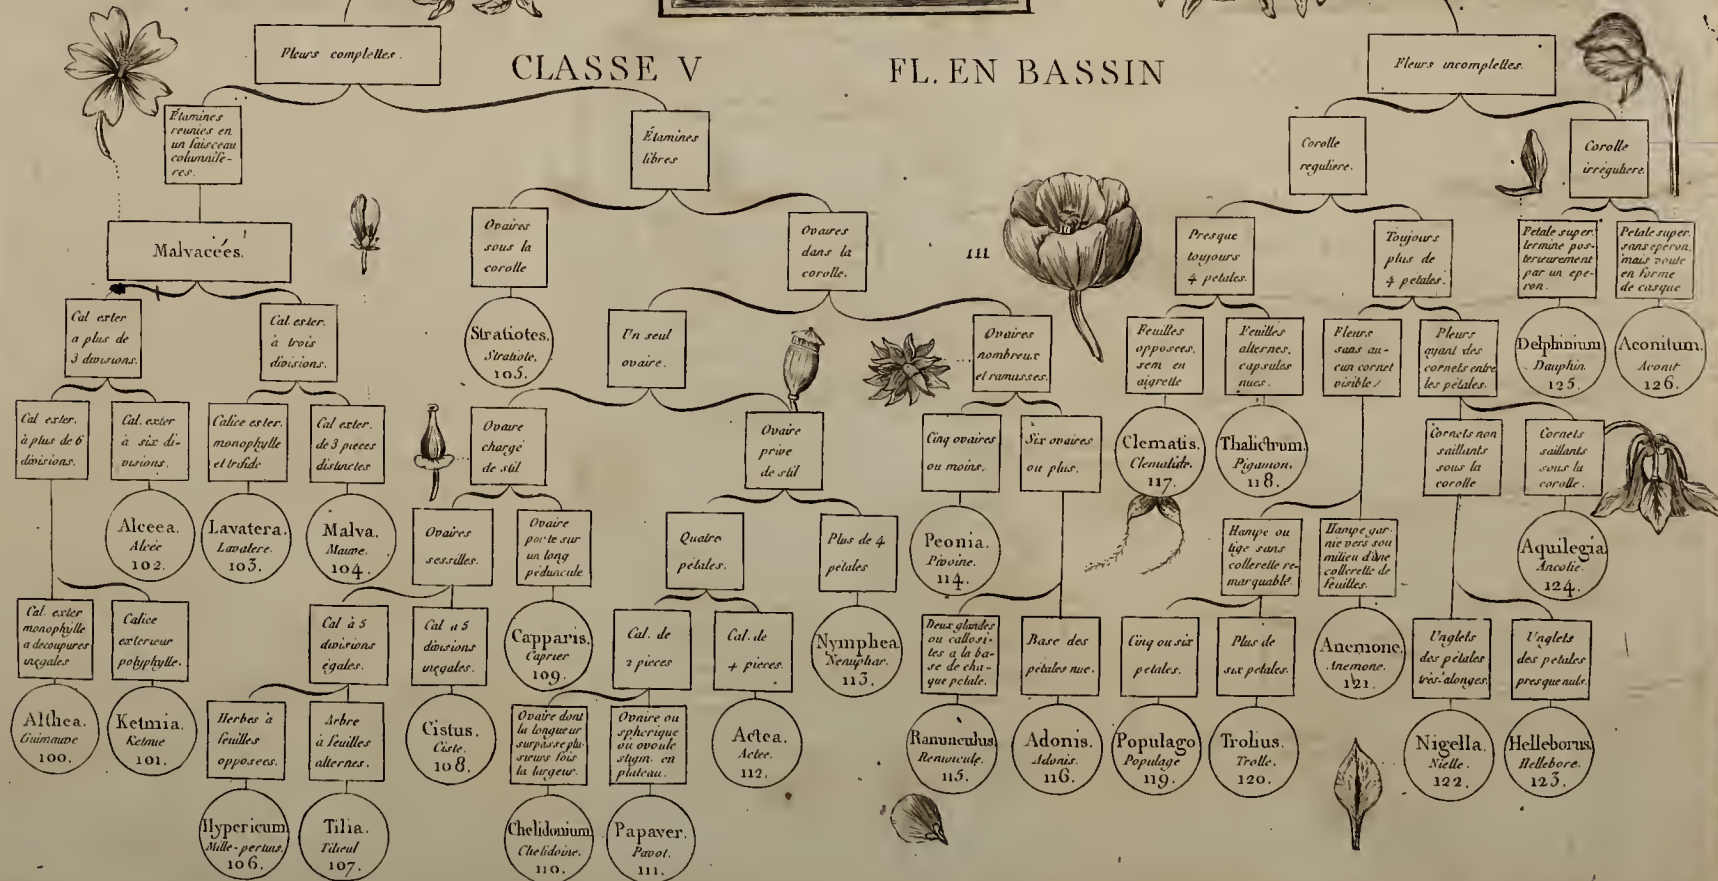 Fleurs complettes.
CLASSE V
FL. EN BASSIN
Fleurs incomplettes.
Étamines
reunies en
un faisceau
columnife-
res.
Étamines
libres
Corolle
reguliere.
Corolle
irréguliere.
Malvacées.
Ovaires
sous la
corolle
Ovaires
dans la
corolle.
111
Presque
toujours
4 petales.
Toujours
plus de
4 petales.
Petale super.
termine pos-
terieurement
par un epe-
ron.
Petale super.
sans eperon,
mais voute
en forme
de casque
Cal exter
a plus de
3 divisions.
Cal. exter.
à trois
divisions.
Stratiotes.
Stratiote.
105.
Un seul
ovaire.
Ovaires
nombreux
et ramassés.
Feuilles
opposees,
sem en
aigrette
Feuilles
alternes,
capsules
nues.
Fleurs
sans au-
cun cornet
visible
Fleurs
ayant des
cornets entre
les pétales.
Delphinium
Dauphin.
125.
Aconitum.
Aconit
126.
Cal exter.
à plus de 6
divisions.
Cal. exter
à six di-
visions.
Calice exter.
monophylle
et trifide
Cal exter.
de 3 pieces
distinctes
Ovaire
chargé
de stil
Ovaire
privé
de stil
Cinq ovaires
ou moins.
Six ovaires
ou plus.
Clematis.
Clematide.
117.
Thalictrum.
Pigamon.
118.
Cornets non
saillants
sous la
corolle
Cornets
saillants
sous la
corolle.
Alceea.
Alcée
102.
Lavatera.
Lavatere.
103.
Malva.
Mauve.
104.
Ovaires
sessilles.
Ovaire
porte sur
un long
péduncule
Quatre
pétales.
Plus de 4
pétales
Peonia.
Pivoine.
114.
Hampe ou
tige sans
collerette re-
marquable.
Hampe gar-
nie vers son
milieu d'une
collerette de
feuilles.
Aquilegia
Ancolie.
124.
Cal. exter
monophylle
a decoupures
inegales
Calice
exterieur
polyphylle.
Cal à 5
divisions
égales.
Cal a 5
divisions
inegales.
Capparis.
Caprier
109.
Cal. de
2 pieces
Cal. de
4 pieces.
Nymphea
Nenuphar.
113.
Deux glandes
ou callosi-
tes a la ba-
se de cha-
que petale.
Base des
pétales nue.
Cinq ou six
petales.
Plus de
six petales.
Anemone.
Anemone.
121.
Unglets
des pétales
très-alonges.
Unglets
des petales
presque nuls.
Althea.
Guimauve
100.
Ketmia.
Ketmie
101.
Herbes à
feuilles
opposees.
Arbre
à feuilles
alternes.
Cistus.
Ciste.
108.
Ovaire dont
la longueur
surpasse plu-
sieurs fois
la largeur.
Ovaire ou
spherique
ou ovoule
stigm. en
plateau.
Actea.
Actee.
112.
Ranunculus.
Renuncule.
115.
Adonis.
Adonis.
116.
Populago
Populage
119.
Trolius.
Trolle.
120.
Nigella.
Nielle.
122.
Helleborus.
Hellebore.
123.
Hypericum
Mille-pertuis.
106.
Tilia.
Tilieul
107.
Chelidonium
Chelidoine.
110.
Papaver.
Pavot.
111.